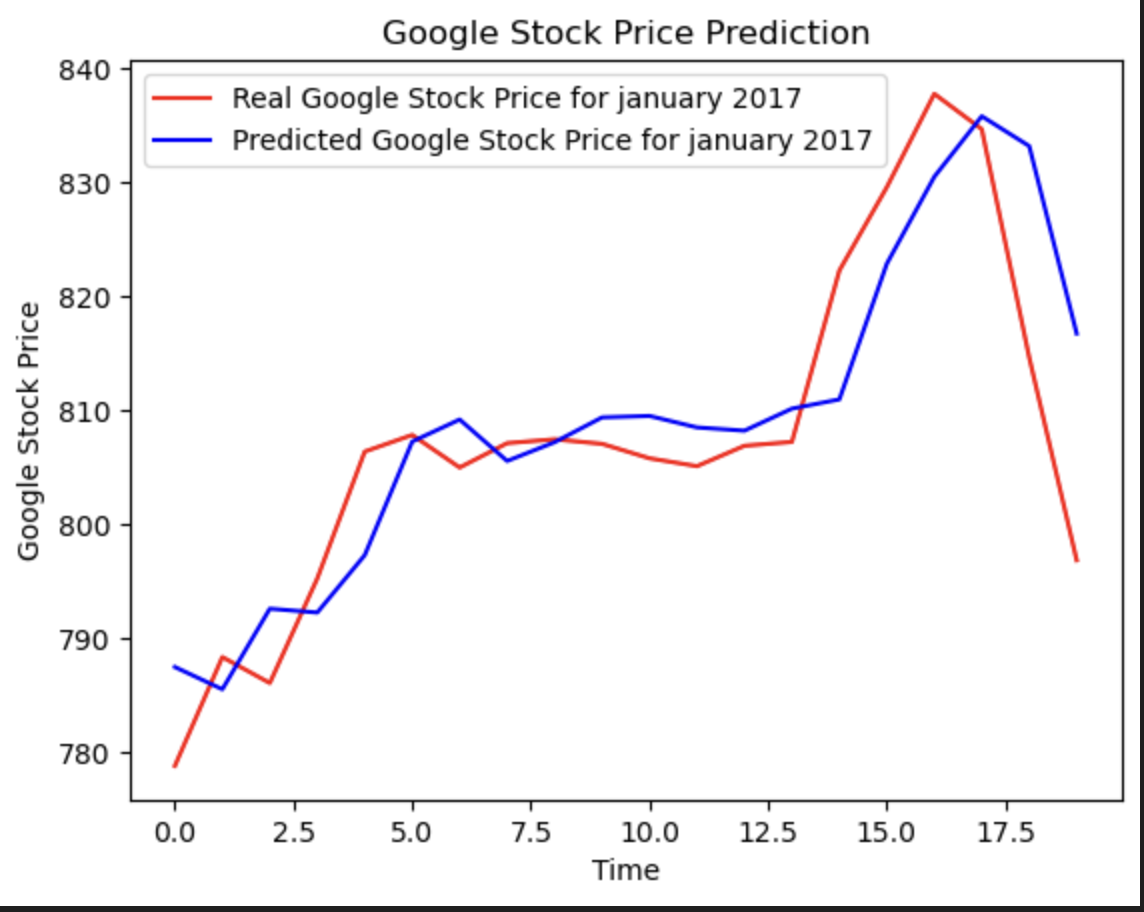 Google Stock Price Prediction
Real Google Stock Price for january 2017
Predicted Google Stock Price for january 2017
840
830
820
810
800
790
780
Google Stock Price
0.0 2.5 5.0 7.5 10.0 12.5 15.0 17.5
Time